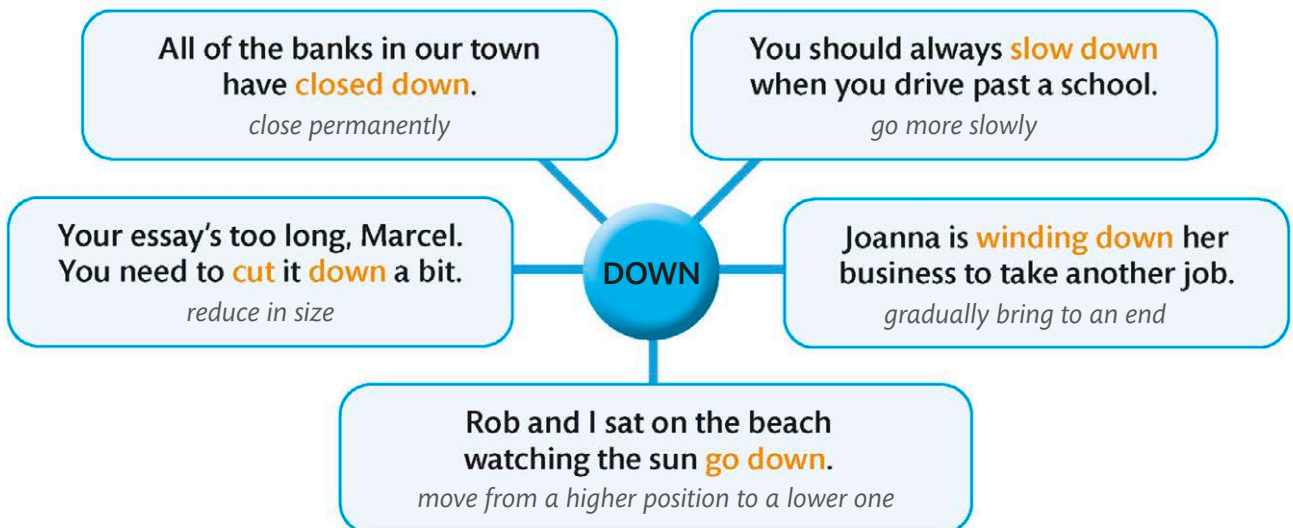 All of the banks in our town
have closed down.
close permanently
You should always slow down
when you drive past a school.
go more slowly
Your essay's too long, Marcel.
You need to cut it down a bit.
reduce in size
DOWN
Joanna is winding down her
business to take another job.
gradually bring to an end
Rob and I sat on the beach
watching the sun go down.
move from a higher position to a lower one